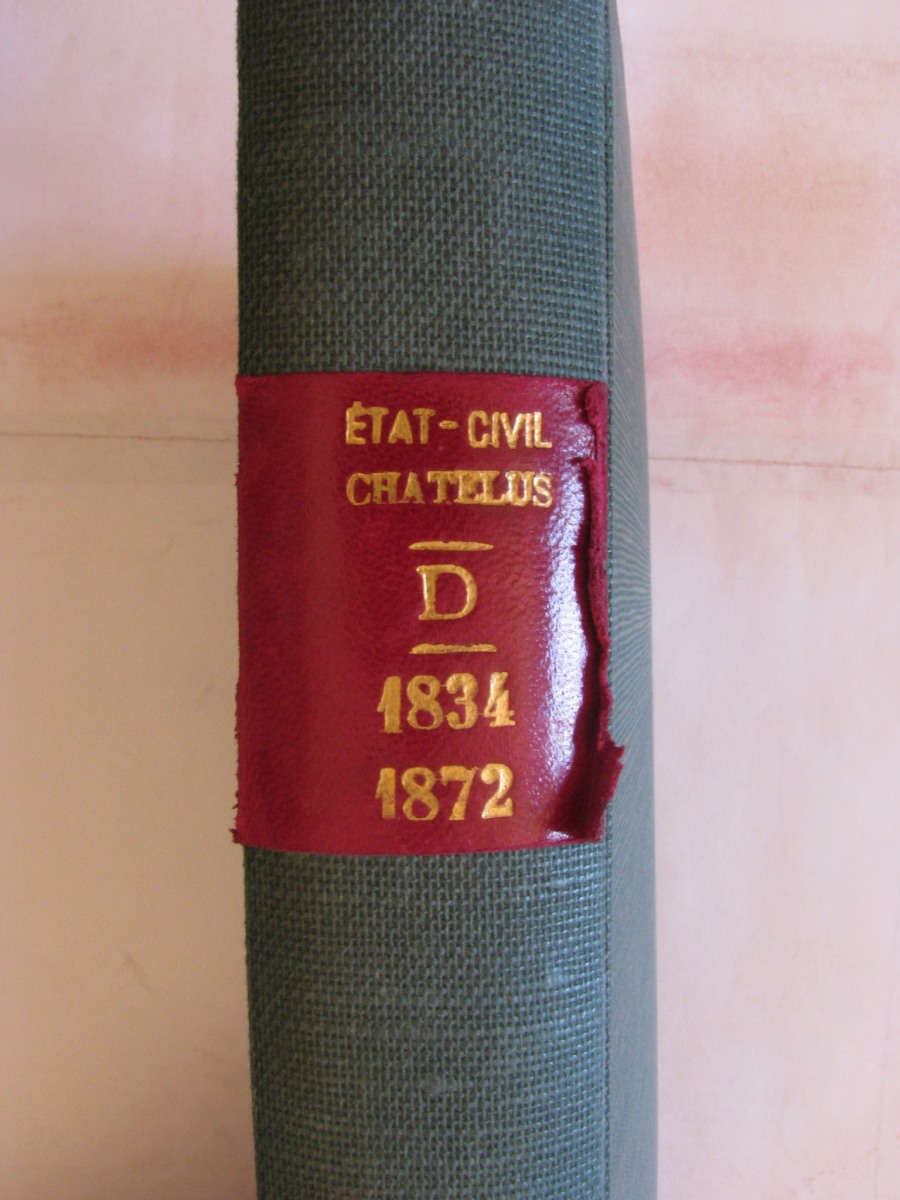 ÉTAT-CIVIL
CHATELUS
D
1834
1872